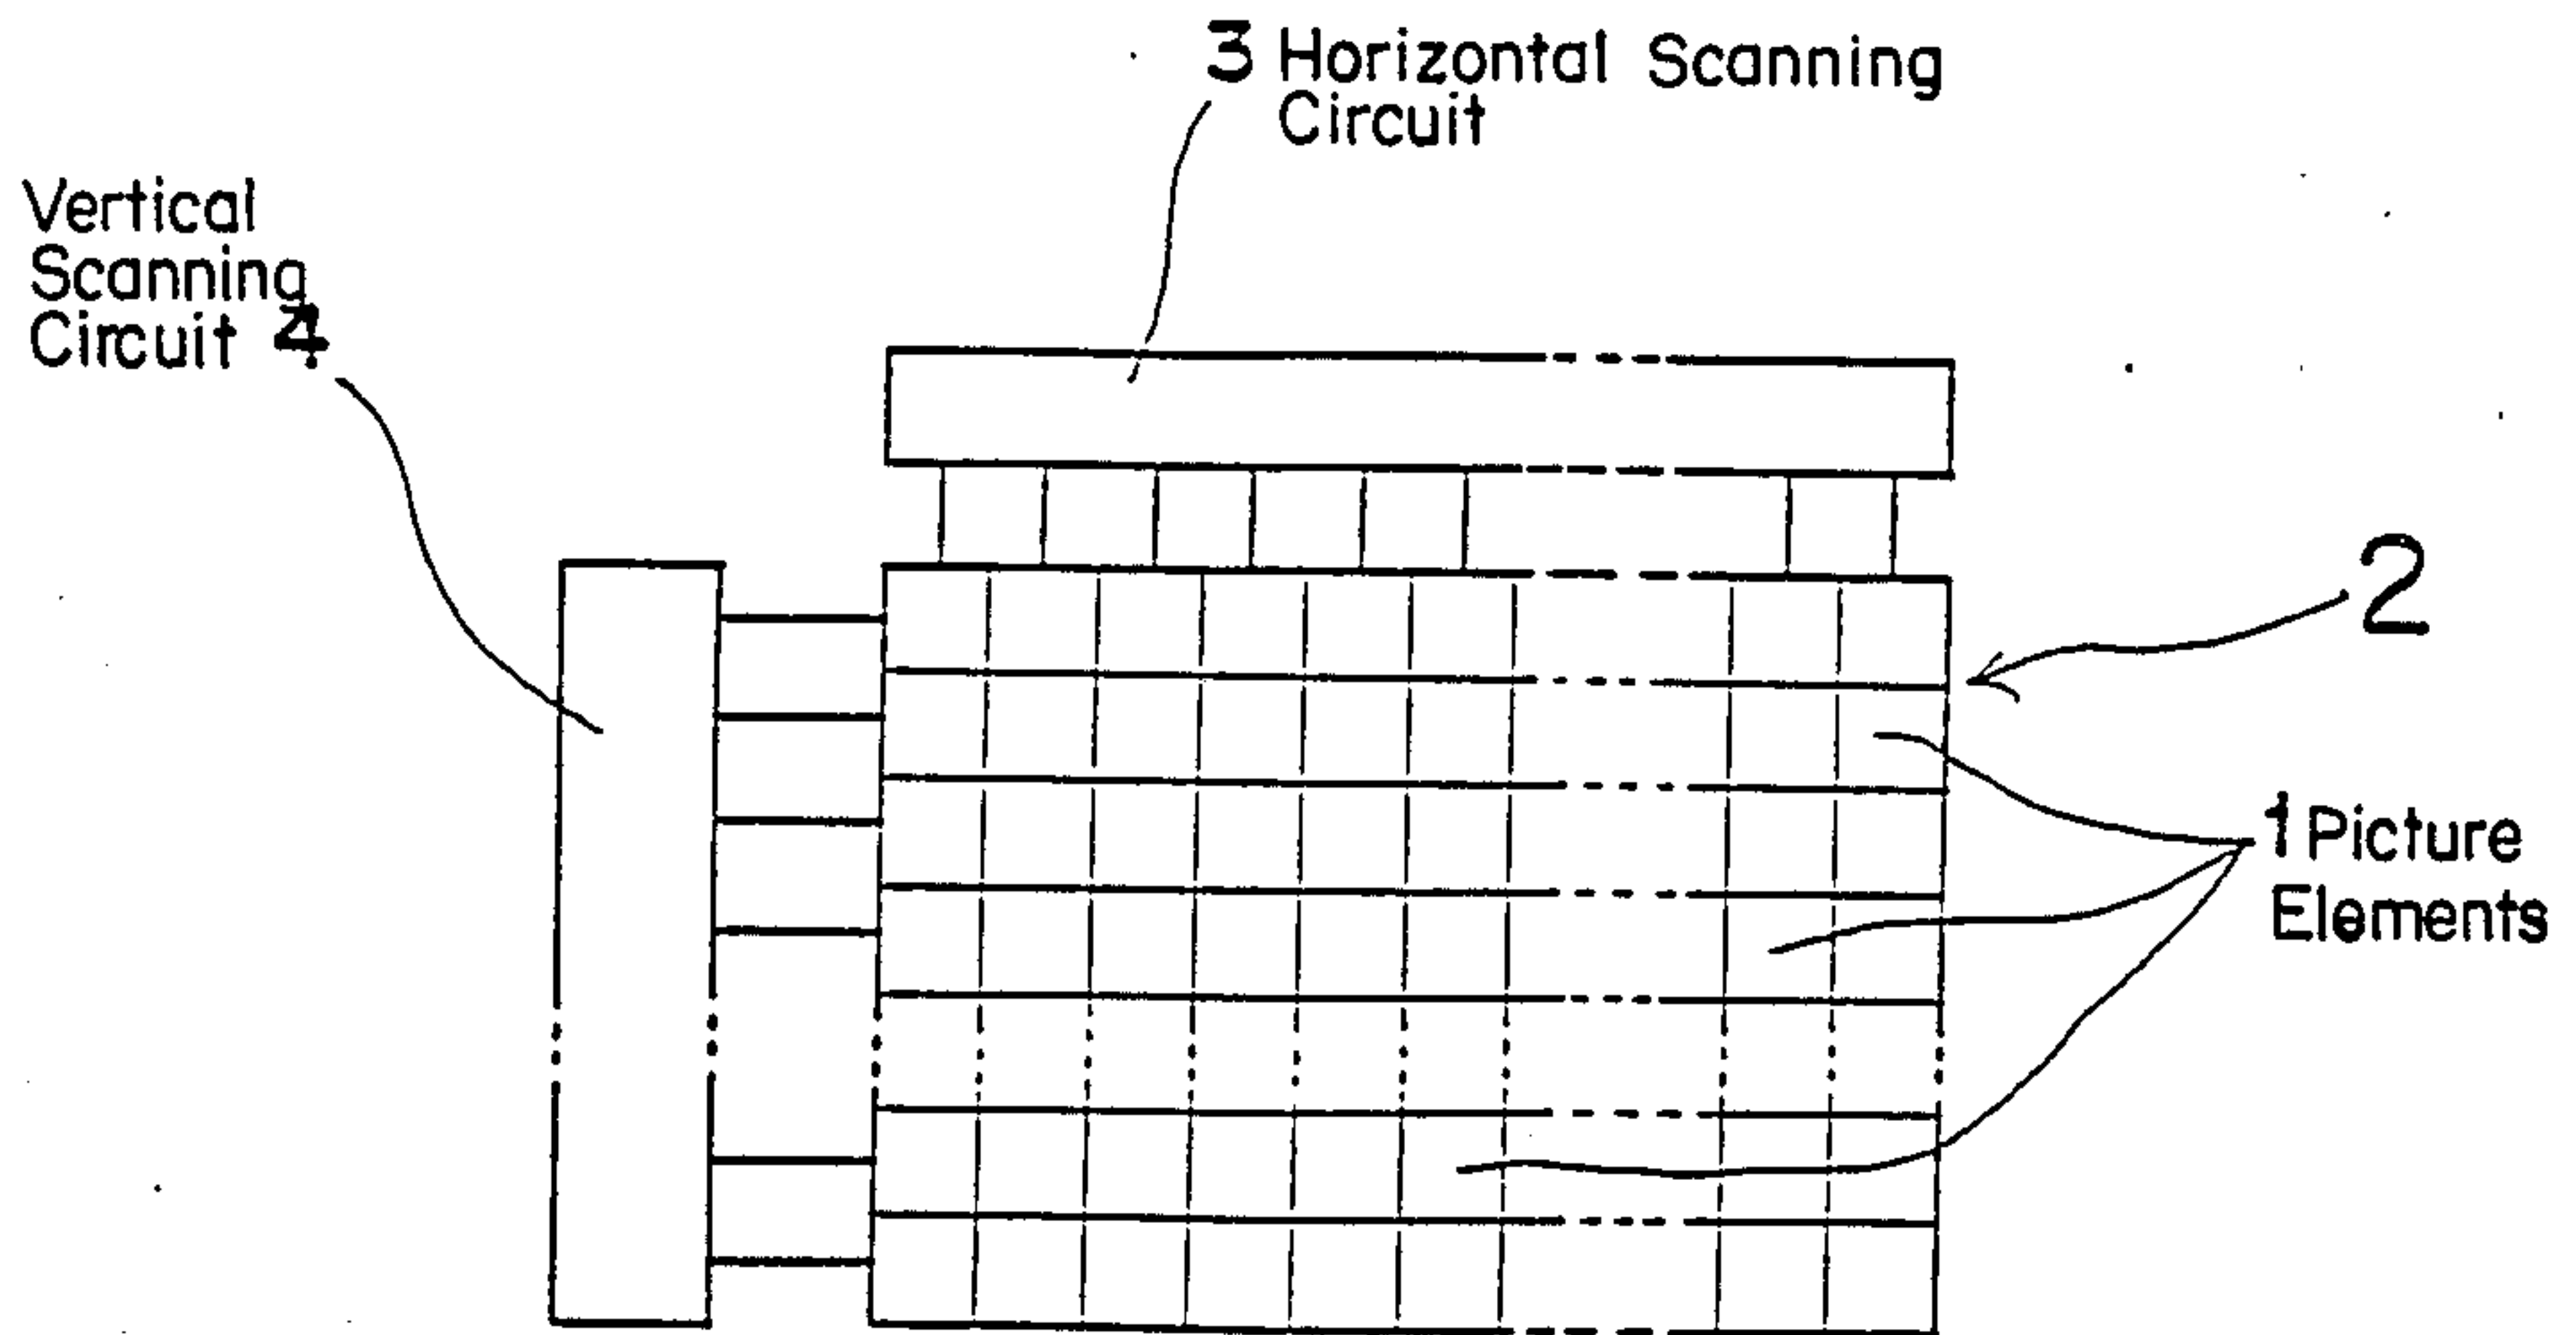 3 Horizontal Scanning
Circuit
Vertical
Scanning
Circuit 4
2
1 Picture
Elements